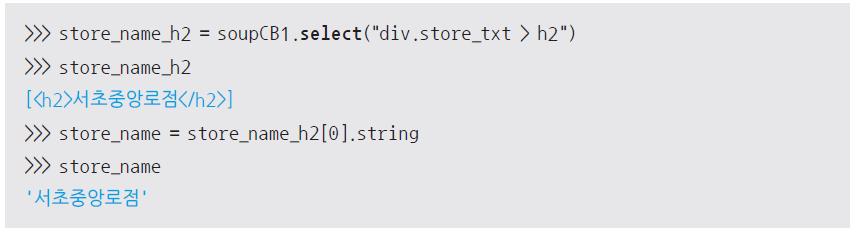 >>> store_name_h2 = soupCB1.select("div.store_txt > h2")
>>> store_name_h2
[<h2>서초중앙로점</h2>]
>>> store_name = store_name_h2[0].string
>>> store_name
'서초중앙로점'